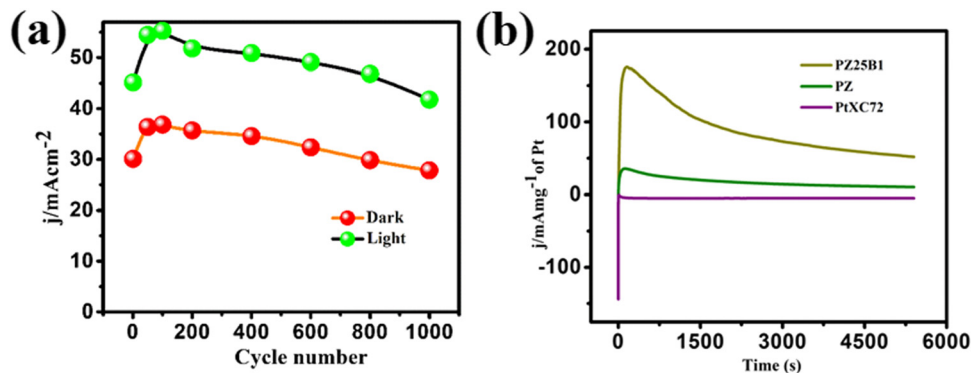 (a)
j/mAcm-2
50
40
30
20
10
0
Dark
Light
0 200 400 600 800 1000
Cycle number
(b)
j/mAmg-1of Pt
200
100
0
-100
PZ25B1
PZ
PtXC72
0 1500 3000 4500 6000
Time (s)